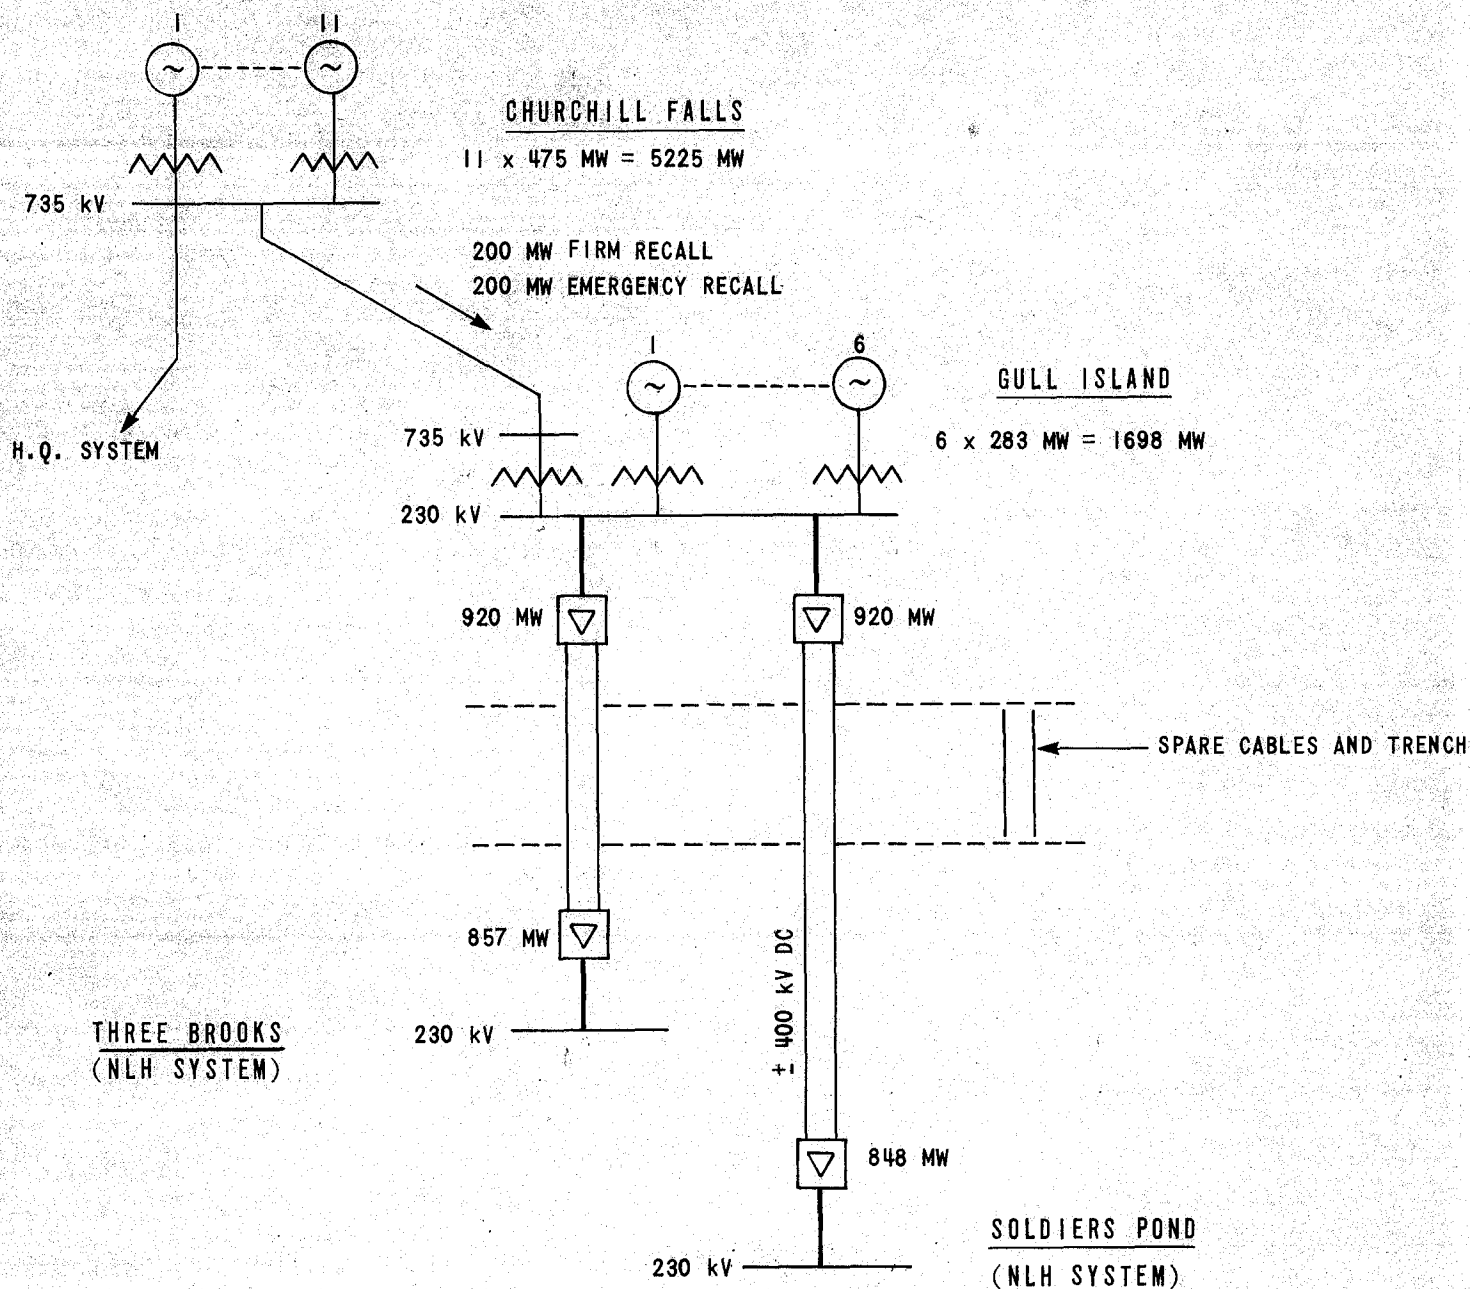 1 11
~ ~
CHURCHILL FALLS
11 x 475 MW = 5225 MW
735 kV
200 MW FIRM RECALL
200 MW EMERGENCY RECALL
1 6
~ ~
GULL ISLAND
735 kV
6 x 283 MW = 1698 MW
H.Q. SYSTEM
230 kV
920 MW
920 MW
SPARE CABLES AND TRENCH
857 MW
± 400 kV DC
THREE BROOKS
(NLH SYSTEM)
230 kV
848 MW
SOLDIERS POND
(NLH SYSTEM)
230 kV